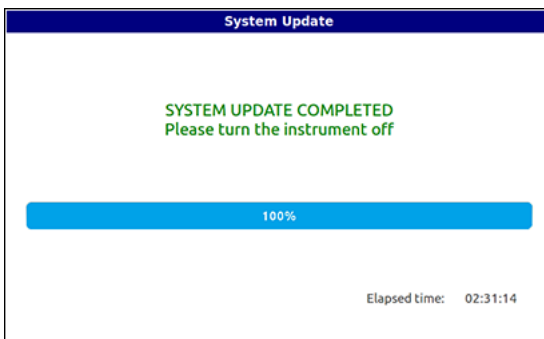 System Update
SYSTEM UPDATE COMPLETED
Please turn the instrument off
100%
Elapsed time: 02:31:14